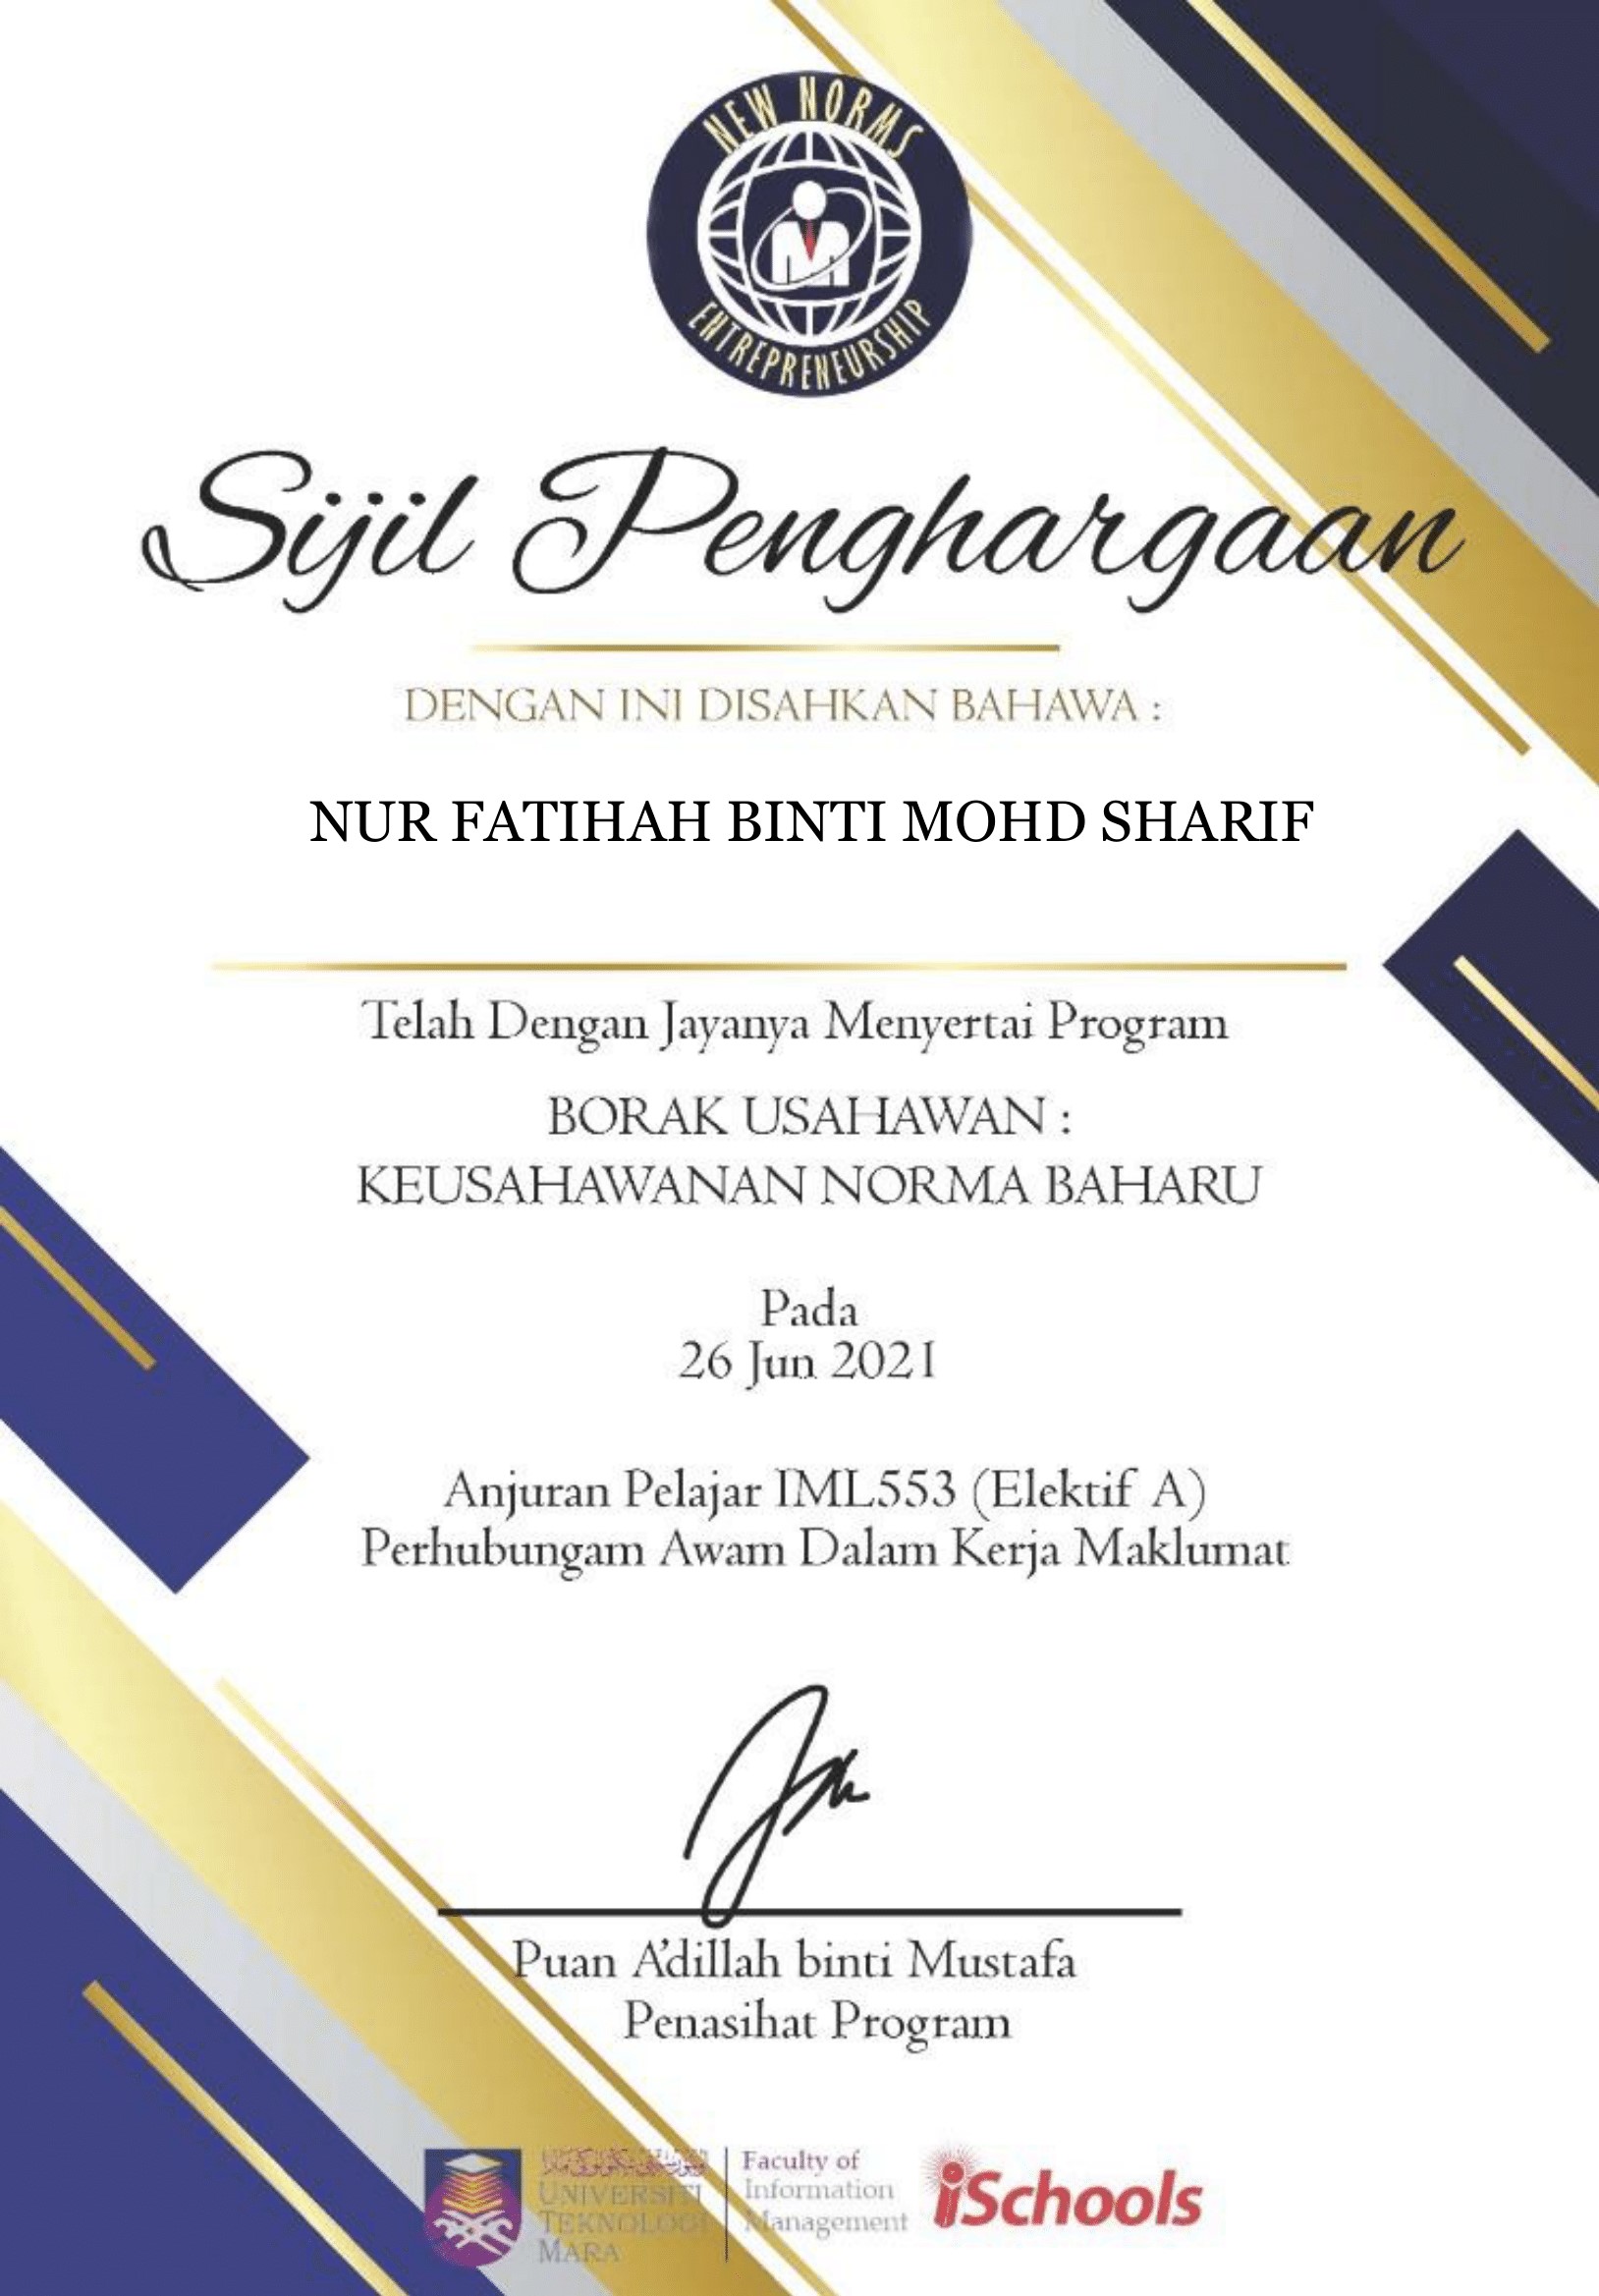 NEW NORMS
ENTREPRENEURSHIP
Sijil Penghargaan
DENGAN INI DISAHKAN BAHAWA :
NUR FATIHAH BINTI MOHD SHARIF
Telah Dengan Jayanya Menyertai Program
BORAK USAHAWAN :
KEUSAHAWANAN NORMA BAHARU
Pada
26 Jun 2021
Anjuran Pelajar IML553 (Elektif A)
Perhubungam Awam Dalam Kerja Maklumat
Puan A'dillah binti Mustafa
Penasihat Program
UNIVERSITI
TEKNOLOGI
MARA
Faculty of
Information
Management
iSchools